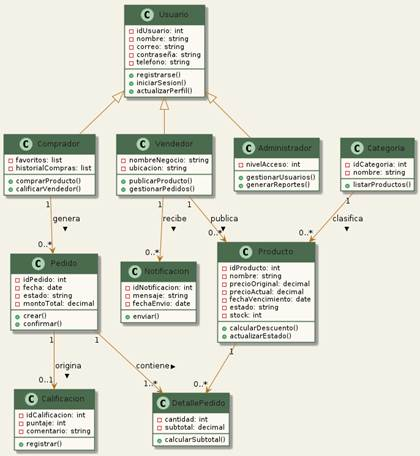 C Usuario
idUsuario: int
nombre: string
correo: string
contraseña: string
telefono: string
registrarse()
iniciarSesion()
actualizarPerfil()
C Comprador
favoritos: list
historialCompras: list
comprarProducto()
calificarVendedor()
C Vendedor
nombreNegocio: string
ubicacion: string
publicarProducto()
gestionarPedidos()
C Administrador
nivelAcceso: int
gestionarUsuarios()
generarReportes()
C Categoria
idCategoria: int
nombre: string
listarProductos()
1 1 1 1
genera recibe publica clasifica
0..* 0..* 0..* 0..*
C Pedido
idPedido: int
fecha: date
estado: string
montoTotal: decimal
crear()
confirmar()
C Notificacion
idNotificacion: int
mensaje: string
fechaEnvio: date
enviar()
C Producto
idProducto: int
nombre: string
precioOriginal: decimal
precioActual: decimal
fechaVencimiento: date
estado: string
stock: int
calcularDescuento()
actualizarEstado()
1 1 1
origina contiene
0..1 1..* 0..*
C Calificacion
idCalificacion: int
puntaje: int
comentario: string
registrar()
C DetallePedido
cantidad: int
subtotal: decimal
calcularSubtotal()